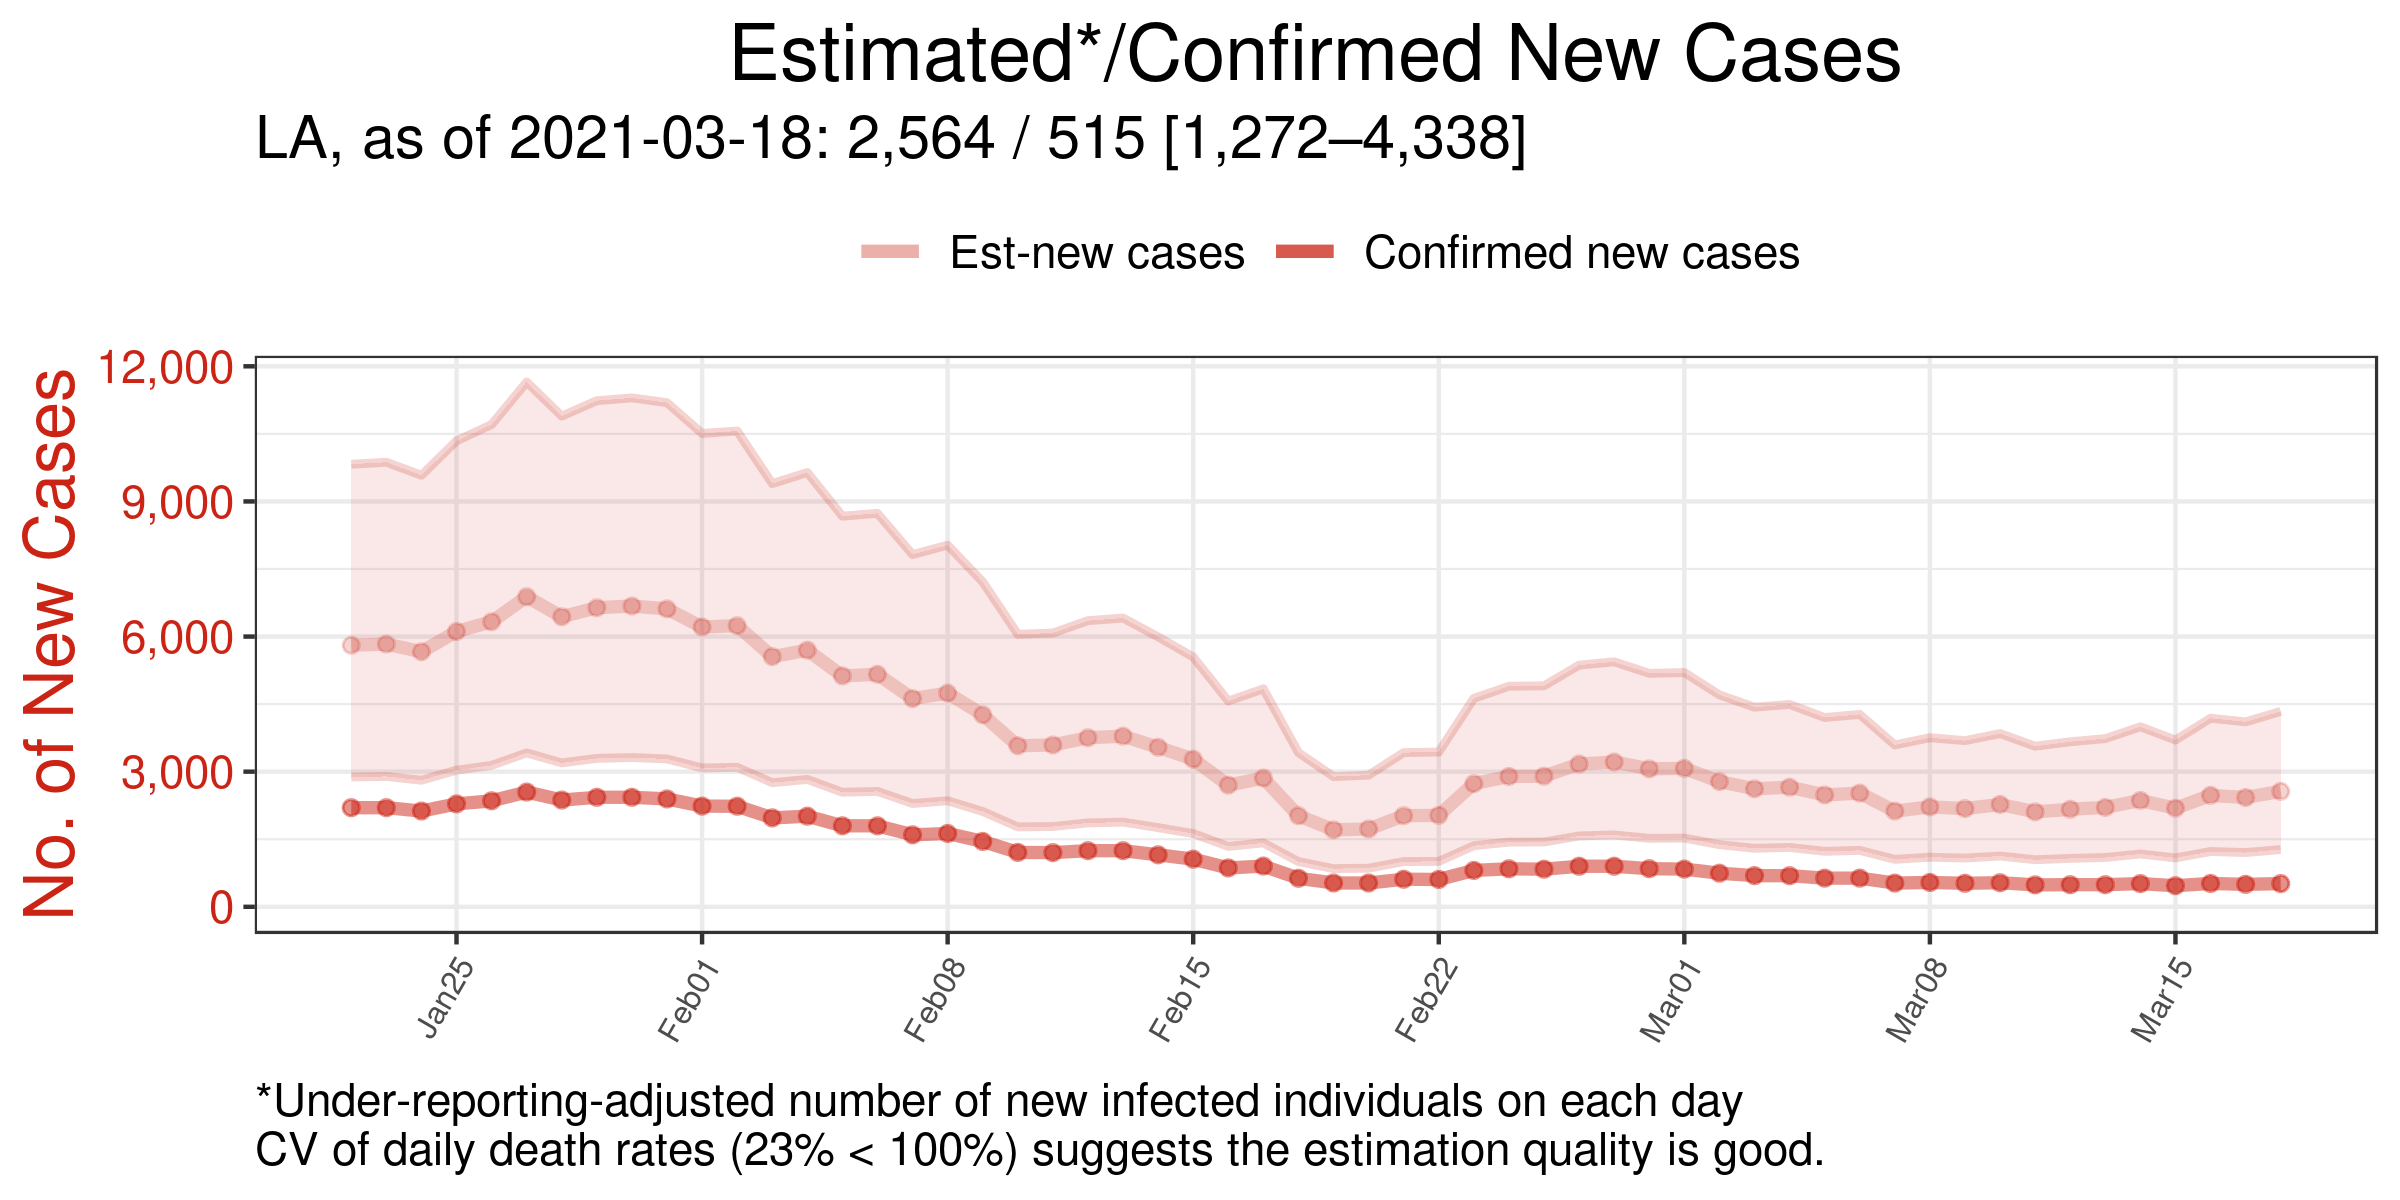 Estimated*/Confirmed New Cases
LA, as of 2021-03-18: 2,564 / 515 [1,272–4,338]
Est-new cases
Confirmed new cases
No. of New Cases
12,000
9,000
6,000
3,000
0
Jan25
Feb01
Feb08
Feb15
Feb22
Mar01
Mar08
Mar15
*Under-reporting-adjusted number of new infected individuals on each day
CV of daily death rates (23% < 100%) suggests the estimation quality is good.